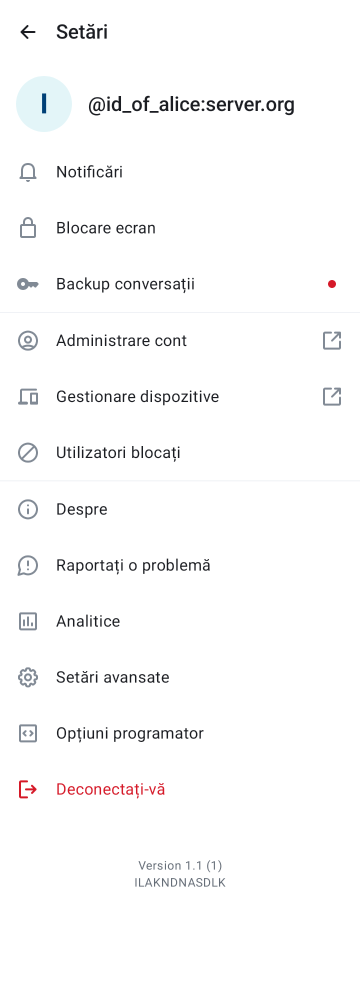 Setări
I
@id_of_alice:server.org
Notificări
Blocare ecran
Backup conversații
Administrare cont
Gestionare dispozitive
Utilizatori blocați
Despre
Raportați o problemă
Analitice
Setări avansate
Opțiuni programator
Deconectați-vă
Version 1.1 (1)
ILAKNDNASDLK